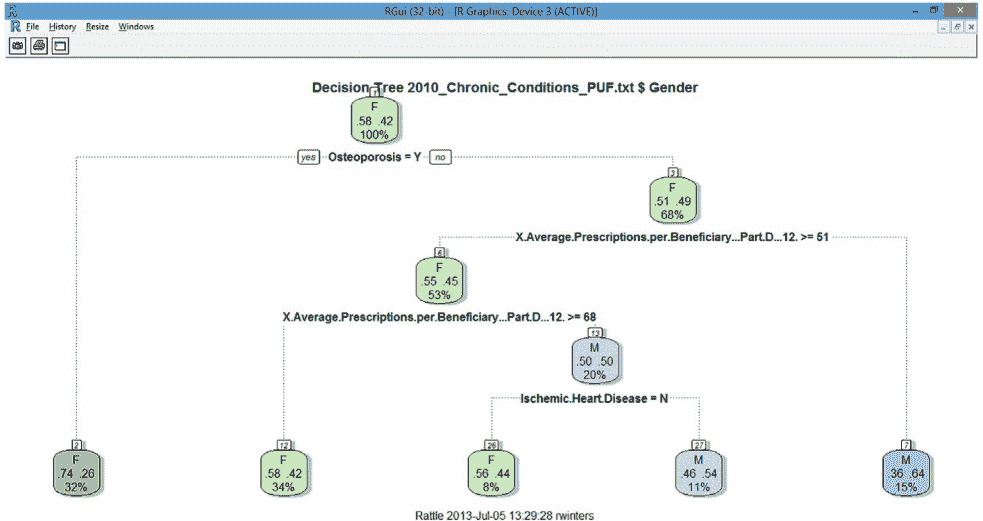 RGui (32-bit) - [R Graphics: Device 3 (ACTIVE)]
File History Resize Windows
Decision Tree 2010_Chronic_Conditions_PUF.txt $ Gender
1
F
.58 .42
100%
yes Osteoporosis = Y no
3
F
.51 .49
68%
X.Average.Prescriptions.per.Beneficiary...Part.D...12. >= 51
6
F
.55 .45
53%
X.Average.Prescriptions.per.Beneficiary...Part.D...12. >= 68
13
M
.50 .50
20%
Ischemic.Heart.Disease = N
2
F
.74 .26
32%
12
F
.58 .42
34%
26
F
.56 .44
8%
27
M
.46 .54
11%
7
M
.36 .64
15%
Rattle 2013-Jul-05 13:29:28 rwinters